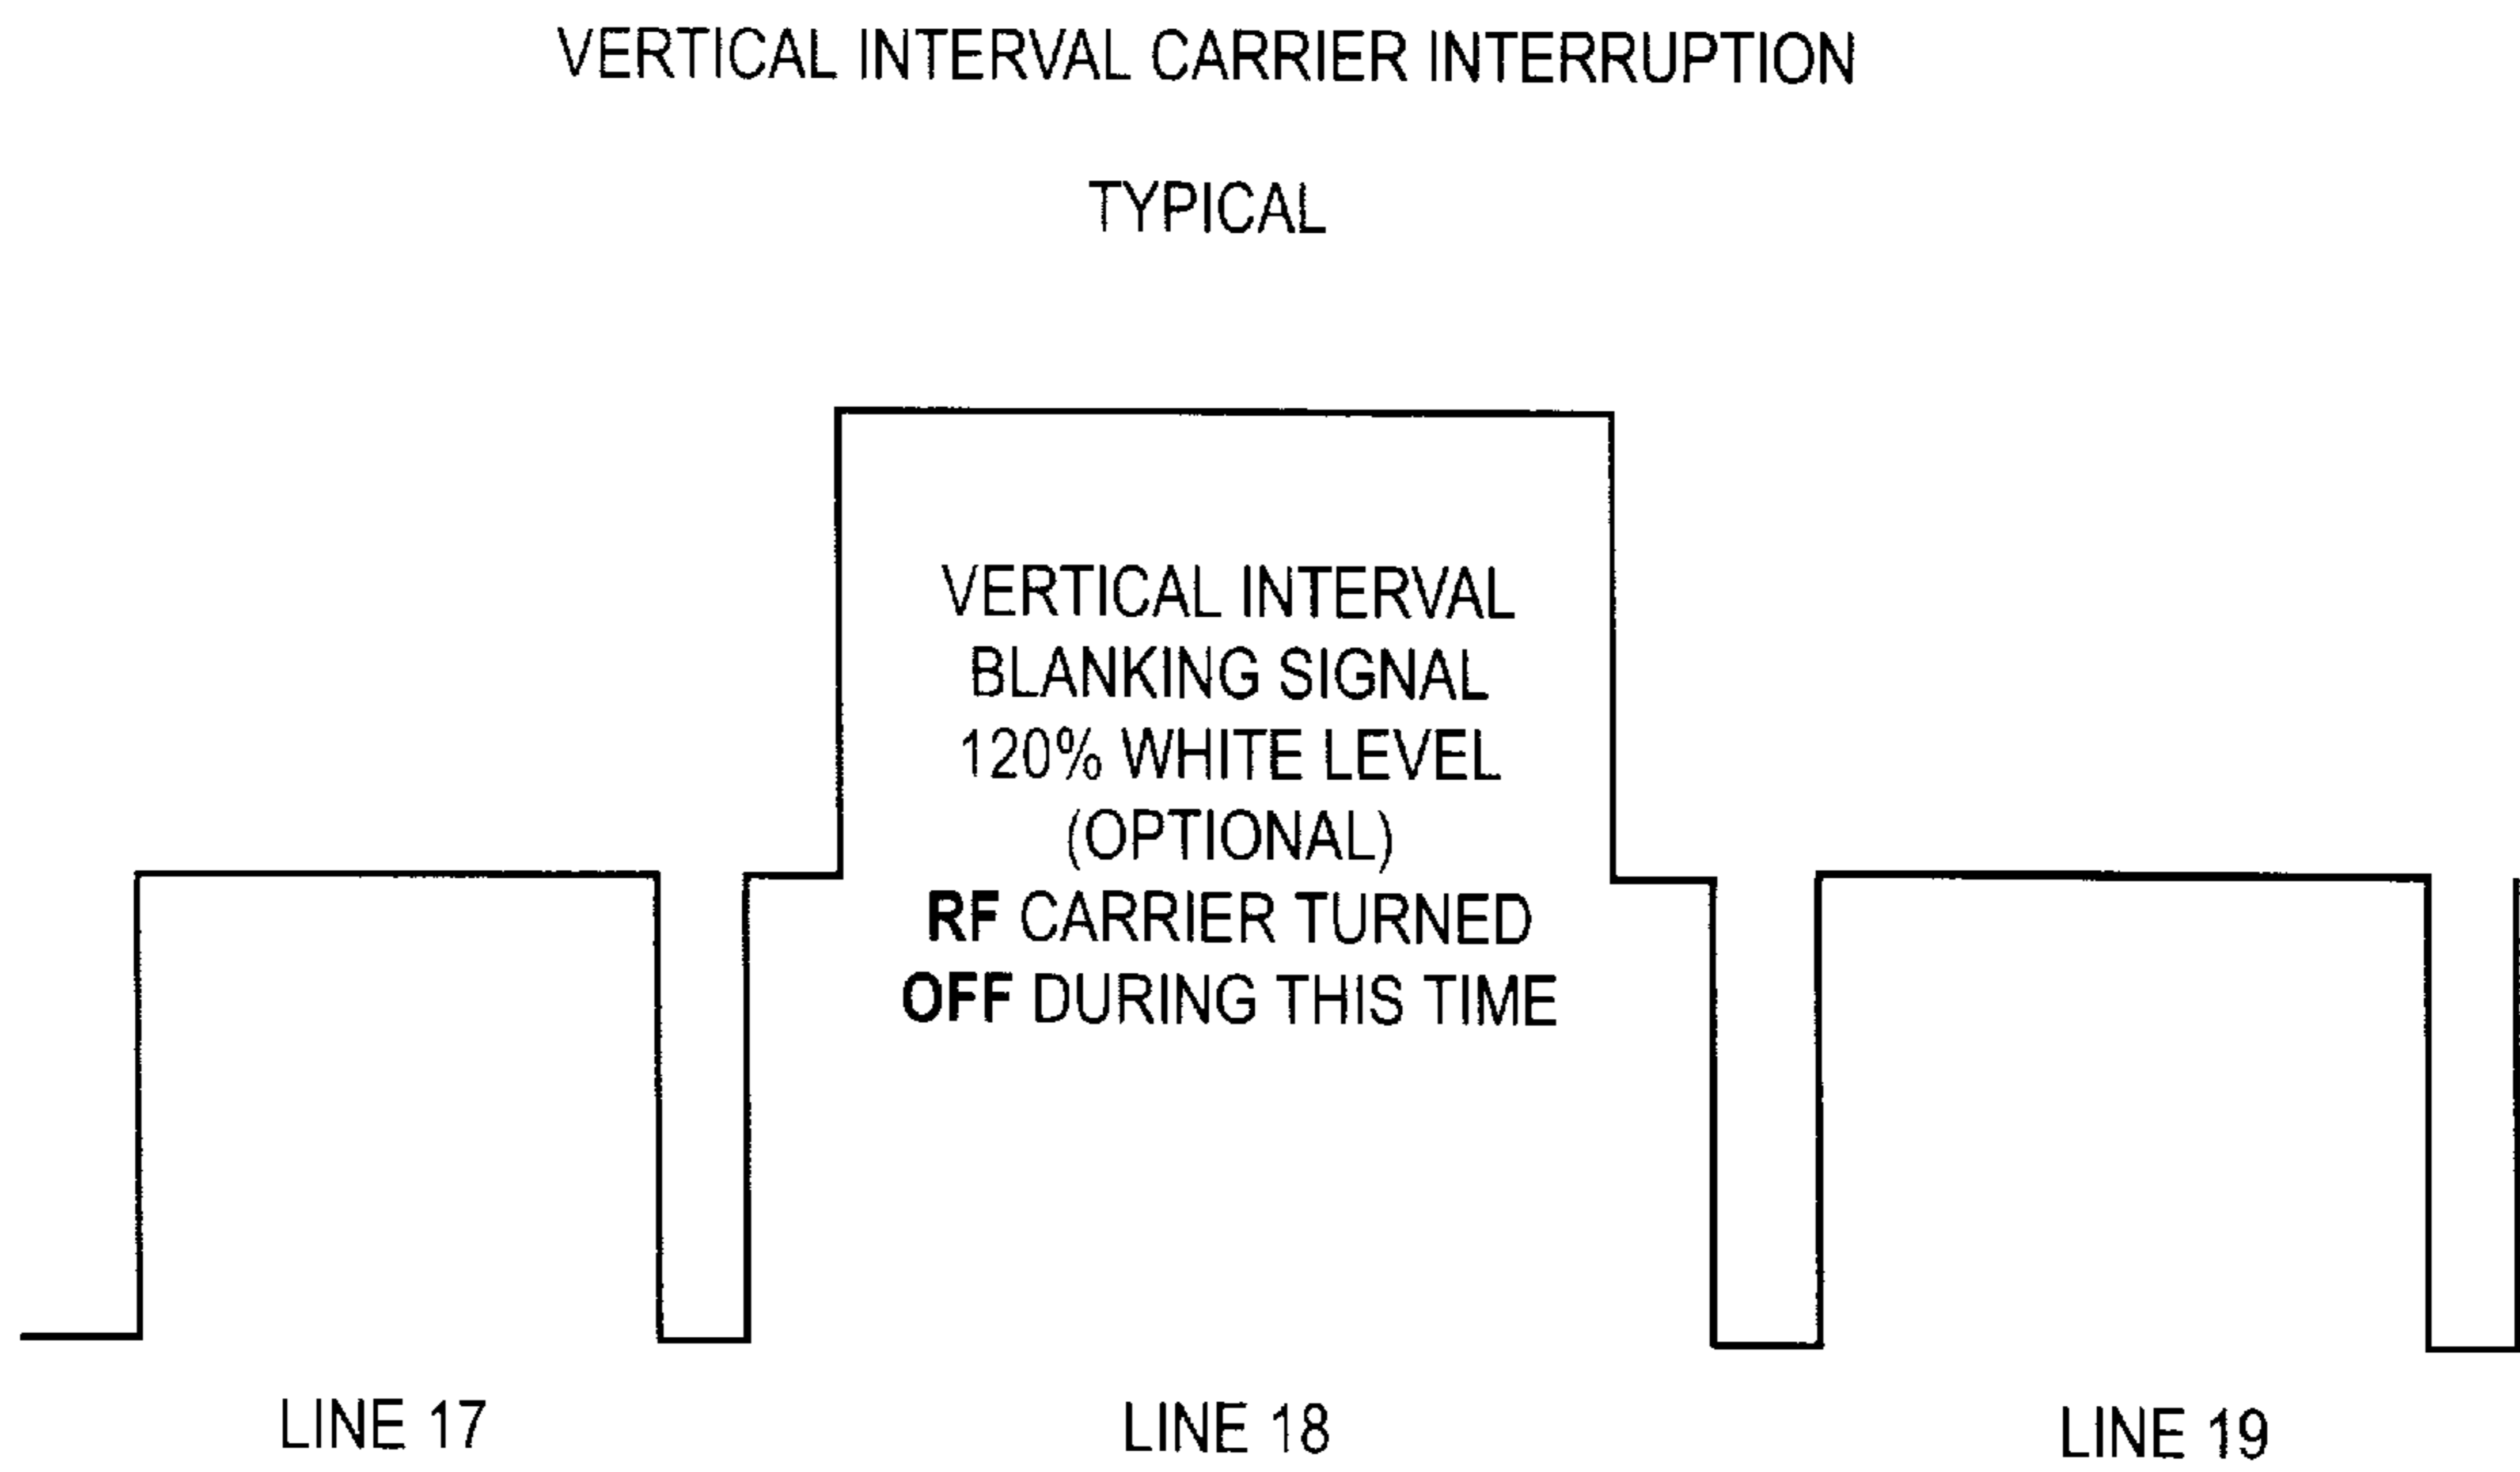 VERTICAL INTERVAL CARRIER INTERRUPTION
TYPICAL
VERTICAL INTERVAL
BLANKING SIGNAL
120% WHITE LEVEL
(OPTIONAL)
RF CARRIER TURNED
OFF DURING THIS TIME
LINE 17
LINE 18
LINE 19